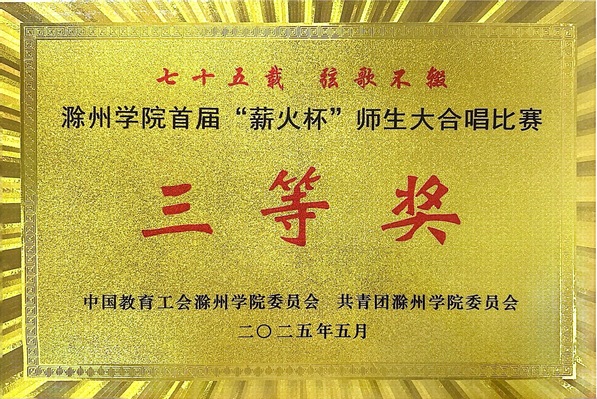 七十五载 弦歌不辍
滁州学院首届“薪火杯”师生大合唱比赛
三等奖
中国教育工会滁州学院委员会 共青团滁州学院委员会
二〇二五年五月